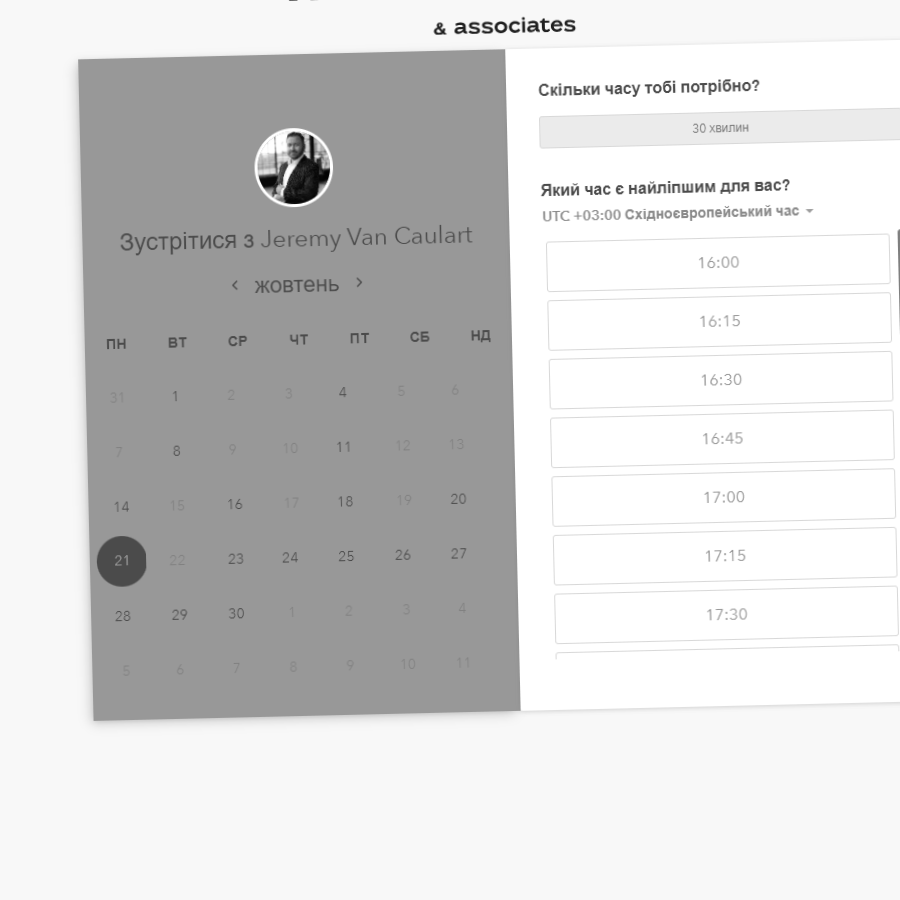 & associates
Зустрітися з Jeremy Van Caulart
‹ жовтень ›
ПН ВТ СР ЧТ ПТ СБ НД
31 1 2 3 4 5 6
7 8 9 10 11 12 13
14 15 16 17 18 19 20
21 22 23 24 25 26 27
28 29 30 1 2 3 4
5 6 7 8 9 10 11
Скільки часу тобі потрібно?
30 хвилин
Який час є найліпшим для вас?
UTC +03:00 Східноєвропейський час
16:00
16:15
16:30
16:45
17:00
17:15
17:30